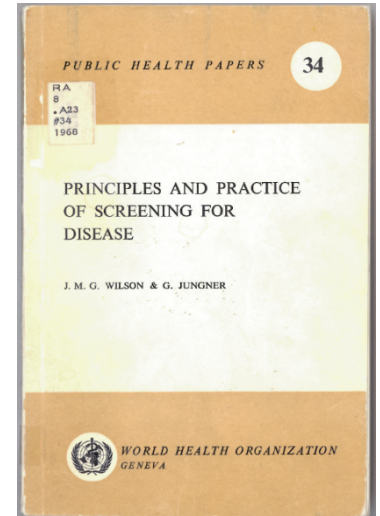 PUBLIC HEALTH PAPERS 34
RA
8
.A23
#34
1968
PRINCIPLES AND PRACTICE
OF SCREENING FOR
DISEASE
J. M. G. WILSON & G. JUNGNER
WORLD HEALTH ORGANIZATION
GENEVA